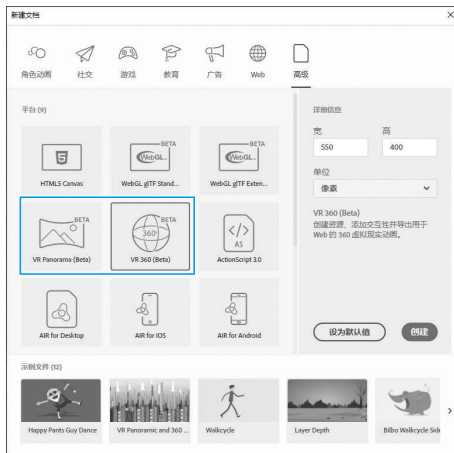 新建文档
角色动画 社交 游戏 教育 广告 Web 高级
平台 (9)
5
HTML5 Canvas
BETA
WebGL
WebGL glTF Stand...
BETA
WebGL
WebGL glTF Exten...
BETA
VR Panorama (Beta)
BETA
360°
VR 360 (Beta)
</>
AS
ActionScript 3.0
AIR for Desktop
AIR for iOS
AIR for Android
详细信息
宽 高
550 400
单位
像素
VR 360 (Beta)
创建资源，添加交互性并导出用于
Web 的 360 虚拟现实动画。
设为默认值 创建
示例文件 (12)
Happy Pants Guy Dance
VR Panoramic and 360 ...
Walkcycle
Layer Depth
Bilbo Walkcycle Side